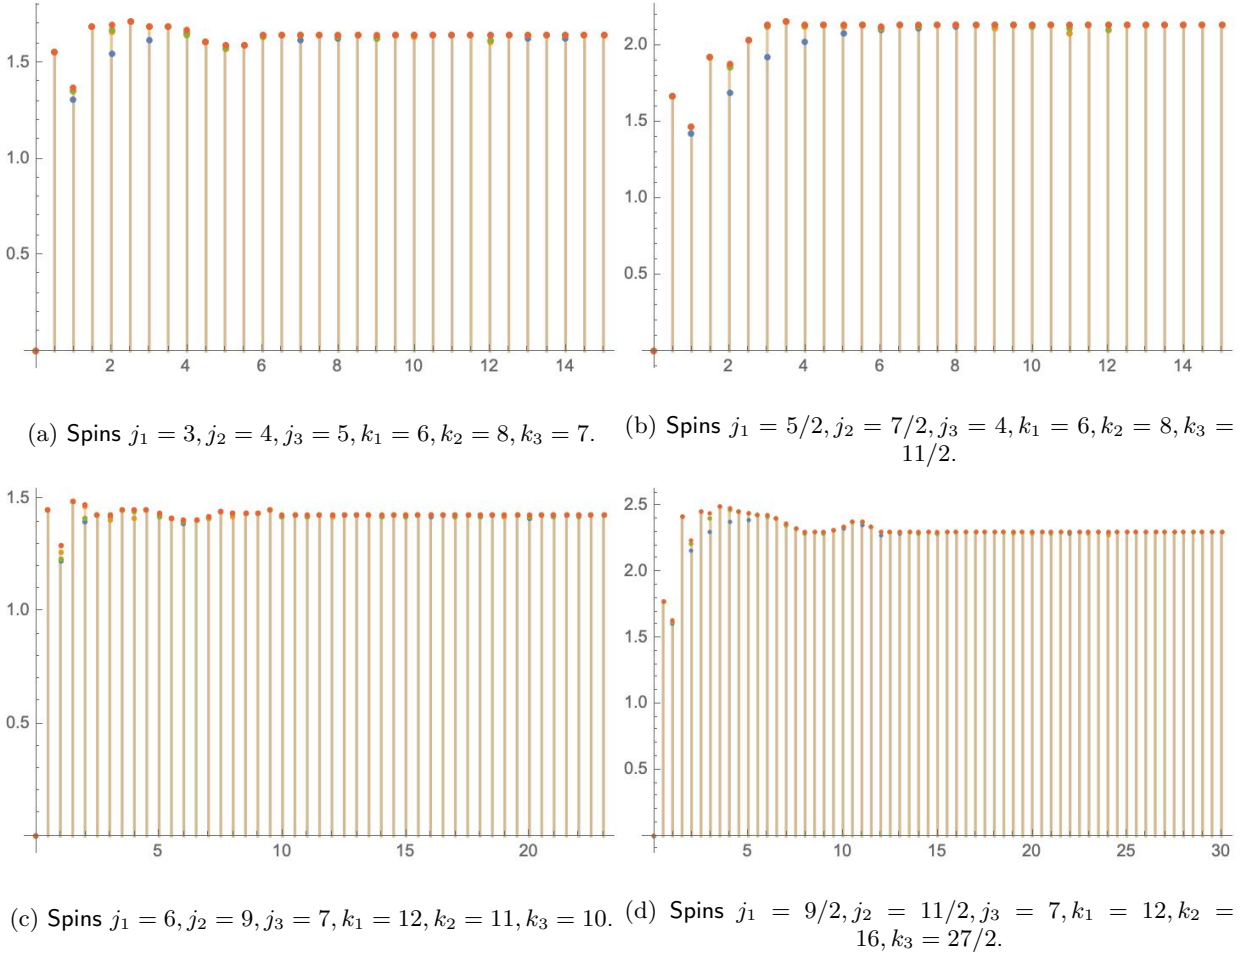 1.5
1.0
0.5
2 4 6 8 10 12 14
2.0
1.5
1.0
0.5
2 4 6 8 10 12 14
(a) Spins j₁ = 3, j₂ = 4, j₃ = 5, k₁ = 6, k₂ = 8, k₃ = 7.
(b) Spins j₁ = 5/2, j₂ = 7/2, j₃ = 4, k₁ = 6, k₂ = 8, k₃ =
11/2.
1.5
1.0
0.5
5 10 15 20
2.5
2.0
1.5
1.0
0.5
5 10 15 20 25 30
(c) Spins j₁ = 6, j₂ = 9, j₃ = 7, k₁ = 12, k₂ = 11, k₃ = 10.
(d) Spins j₁ = 9/2, j₂ = 11/2, j₃ = 7, k₁ = 12, k₂ =
16, k₃ = 27/2.